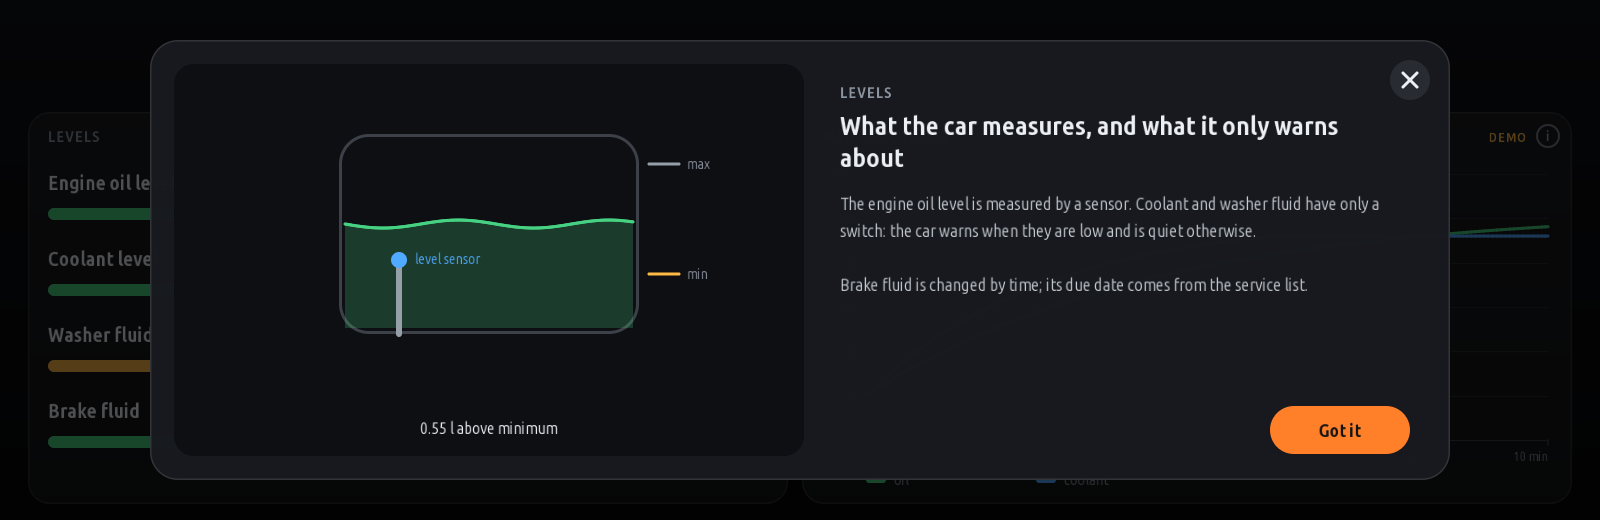 LEVELS
Engine oil le
Coolant leve
Washer fluid
Brake fluid
max
level sensor
min
0.55 l above minimum
LEVELS
What the car measures, and what it only warns
about
The engine oil level is measured by a sensor. Coolant and washer fluid have only a
switch: the car warns when they are low and is quiet otherwise.
Brake fluid is changed by time; its due date comes from the service list.
Got it
DEMO
i
10 min
oil
coolant